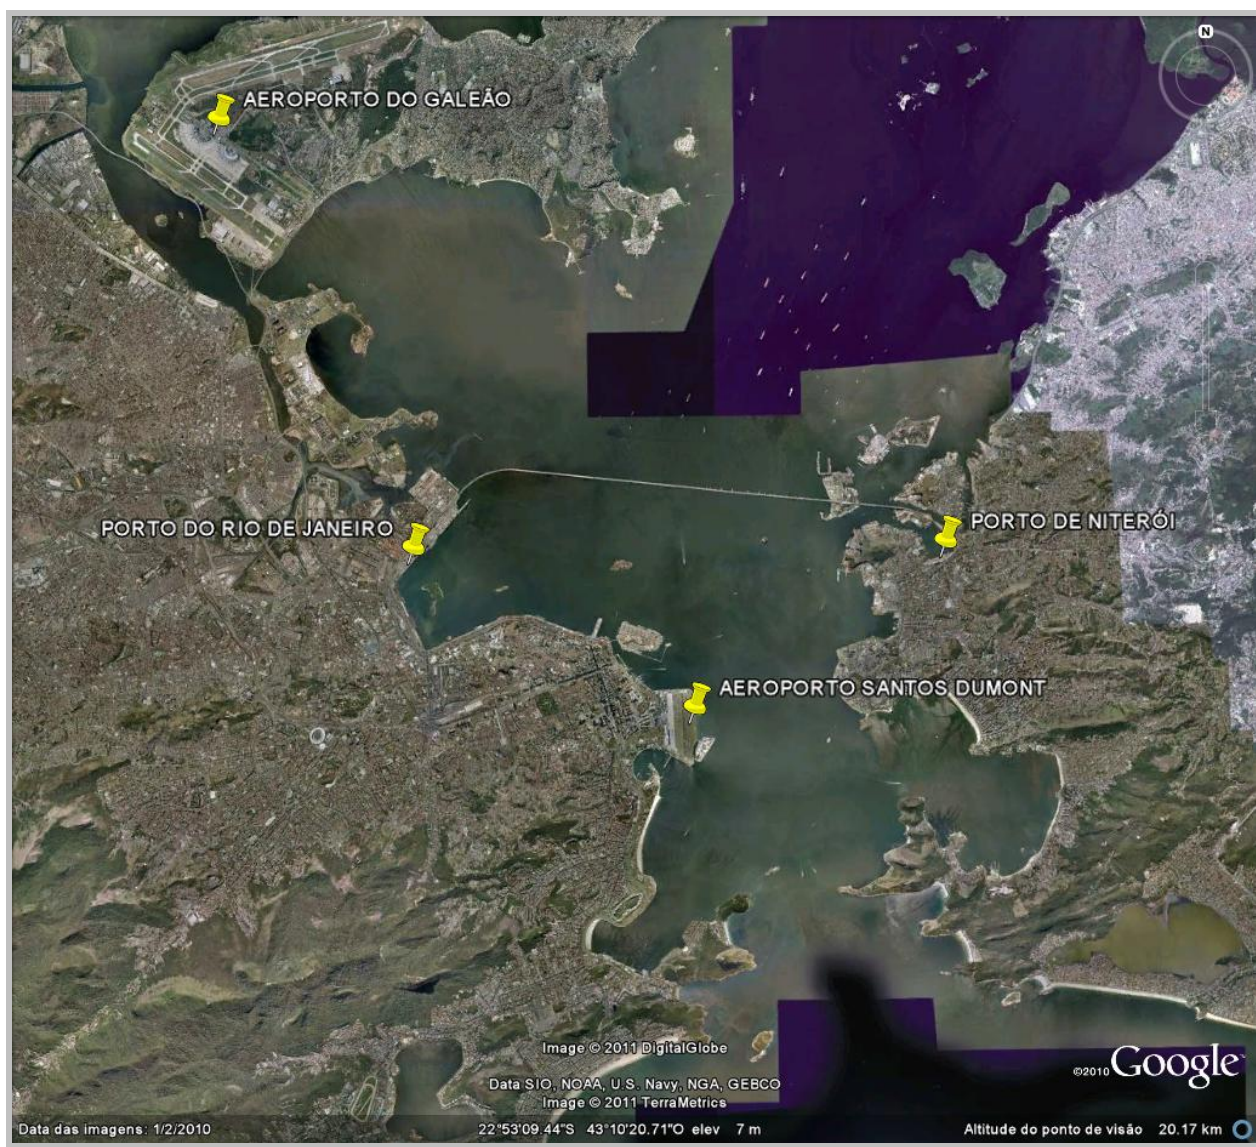 N
AEROPORTO DO GALEÃO
PORTO DO RIO DE JANEIRO
PORTO DE NITERÓI
AEROPORTO SANTOS DUMONT
Image © 2011 DigitalGlobe
©2010 Google
Data SIO, NOAA, U.S. Navy, NGA, GEBCO
Image © 2011 TerraMetrics
Data das imagens: 1/2/2010 22°53'09.44"S 43°10'20.71"O elev 7 m Altitude do ponto de visão 20.17 km